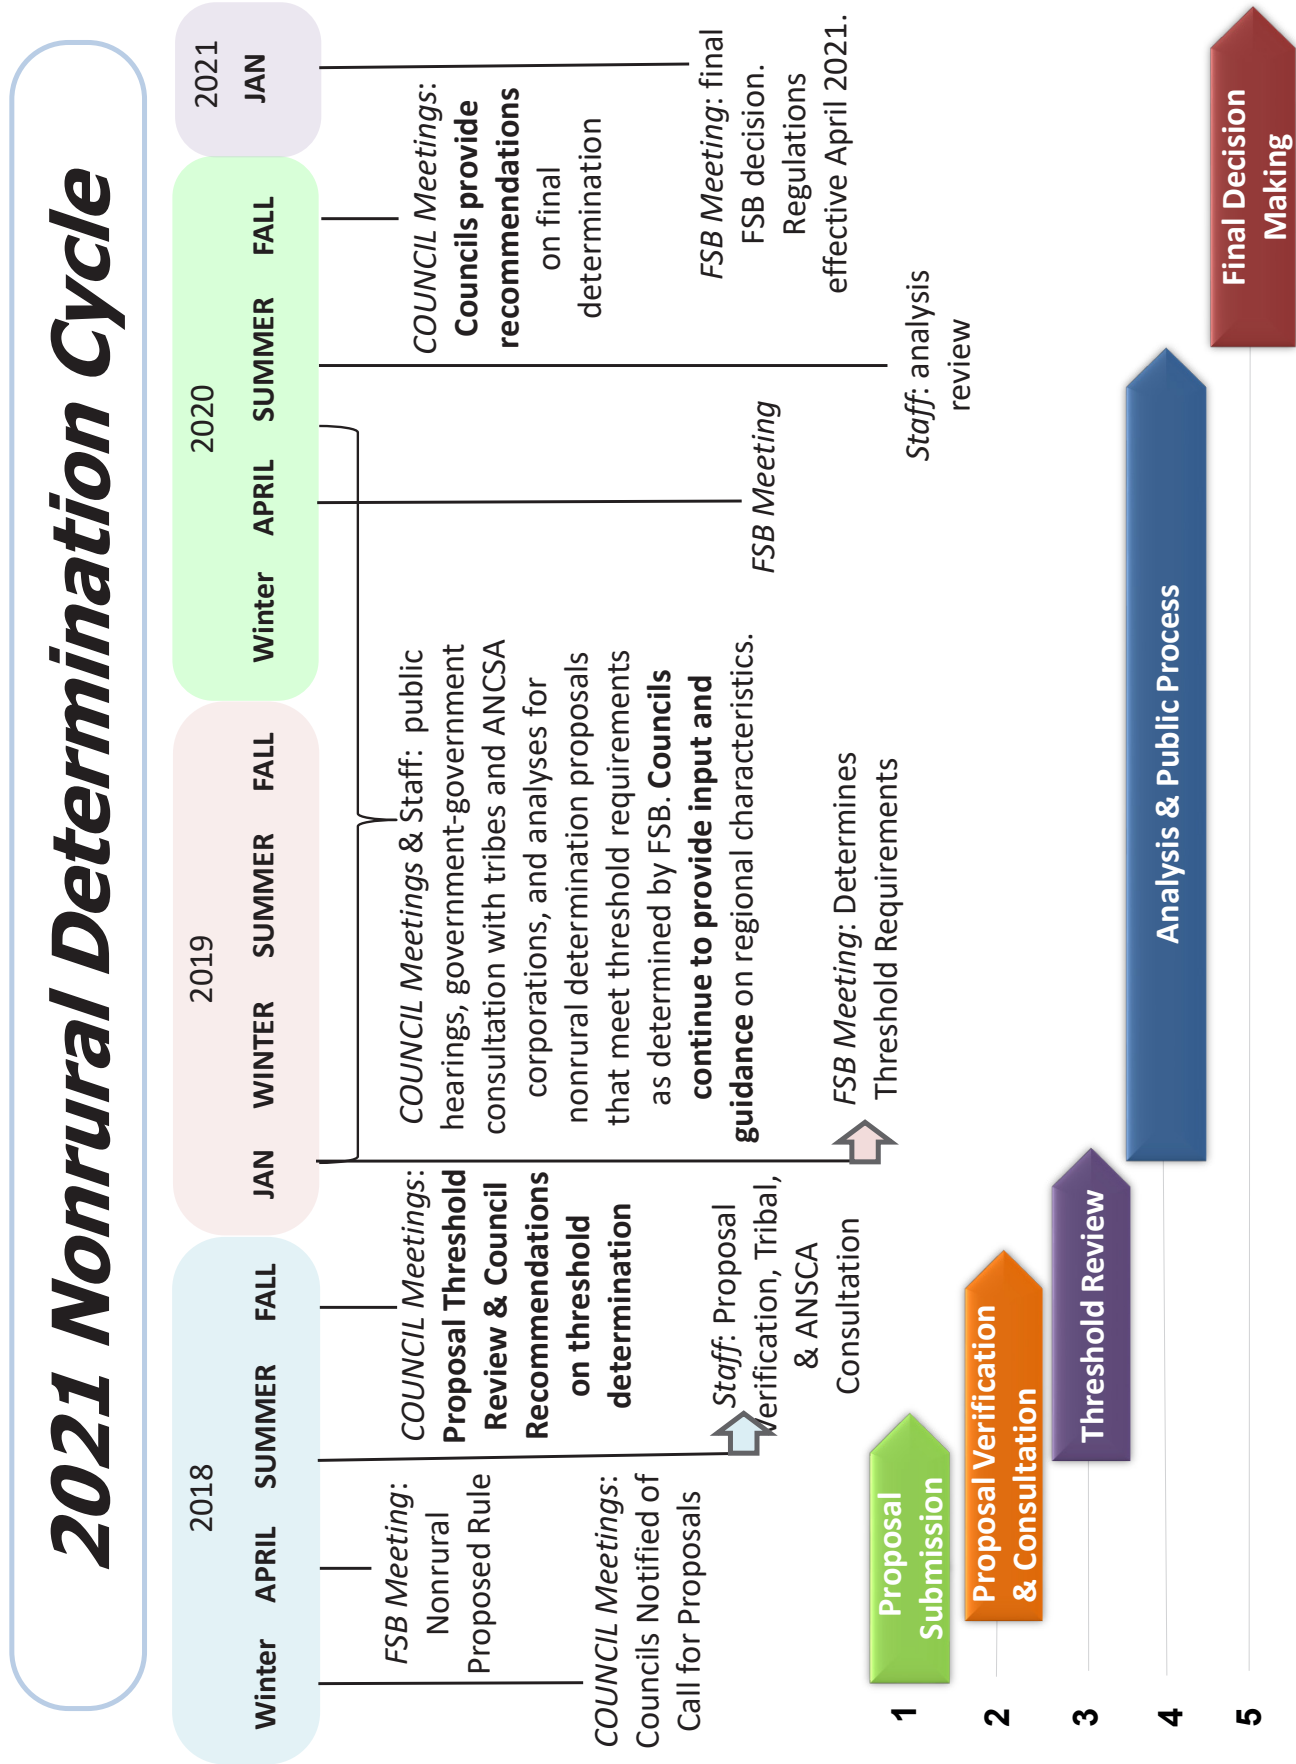 2021 Nonrural Determination Cycle
2018
Winter APRIL SUMMER FALL
2019
JAN WINTER SUMMER FALL
2020
Winter APRIL SUMMER FALL
2021
JAN
FSB Meeting:
Nonrural
Proposed Rule
COUNCIL Meetings:
Councils Notified of
Call for Proposals
COUNCIL Meetings:
Proposal Threshold
Review & Council
Recommendations
on threshold
determination
Staff: Proposal
Verification, Tribal,
& ANSCA
Consultation
COUNCIL Meetings & Staff: public
hearings, government-government
consultation with tribes and ANCSA
corporations, and analyses for
nonrural determination proposals
that meet threshold requirements
as determined by FSB. Councils
continue to provide input and
guidance on regional characteristics.
FSB Meeting: Determines
Threshold Requirements
FSB Meeting
Staff: analysis
review
COUNCIL Meetings:
Councils provide
recommendations
on final
determination
FSB Meeting: final
FSB decision.
Regulations
effective April 2021.
1
Proposal
Submission
2
Proposal Verification
& Consultation
3
Threshold Review
4
Analysis & Public Process
5
Final Decision
Making